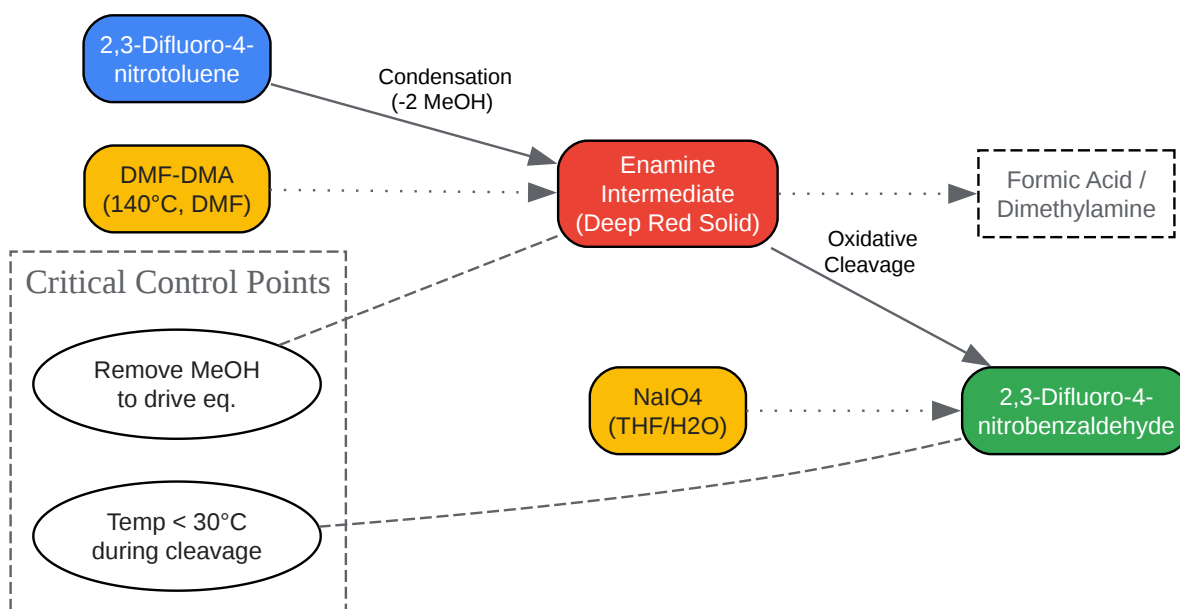 2,3-Difluoro-4-
nitrotoluene
Condensation
(-2 MeOH)
DMF-DMA
(140°C, DMF)
Enamine
Intermediate
(Deep Red Solid)
Formic Acid /
Dimethylamine
Oxidative
Cleavage
Critical Control Points
Remove MeOH
to drive eq.
NaIO4
(THF/H2O)
2,3-Difluoro-4-
nitrobenzaldehyde
Temp < 30°C
during cleavage